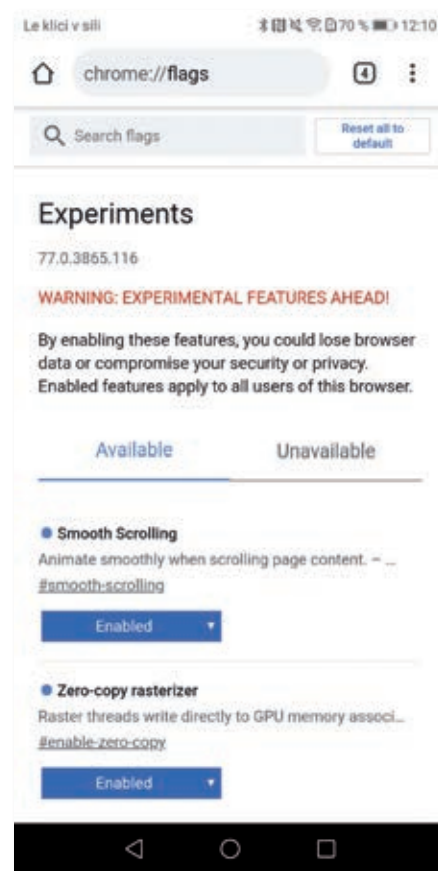 Le klici v sili 70 % 12:10
chrome://flags 4
Search flags
Reset all to
default
Experiments
77.0.3865.116
WARNING: EXPERIMENTAL FEATURES AHEAD!
By enabling these features, you could lose browser
data or compromise your security or privacy.
Enabled features apply to all users of this browser.
Available Unavailable
Smooth Scrolling
Animate smoothly when scrolling page content. – ...
#smooth-scrolling
Enabled
Zero-copy rasterizer
Raster threads write directly to GPU memory associ...
#enable-zero-copy
Enabled